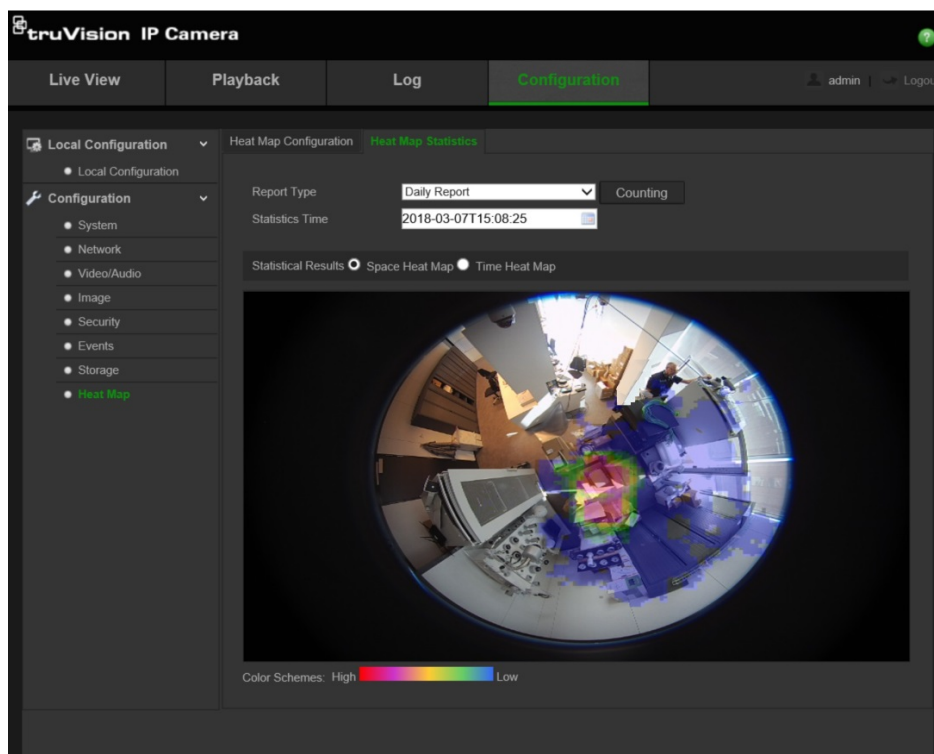 truVision IP Camera
?
Live View
Playback
Log
Configuration
admin | Logou
Local Configuration
Local Configuration
Configuration
System
Network
Video/Audio
Image
Security
Events
Storage
Heat Map
Heat Map Configuration
Heat Map Statistics
Report Type
Daily Report
Counting
Statistics Time
2018-03-07T15:08:25
Statistical Results Space Heat Map Time Heat Map
Color Schemes: High Low